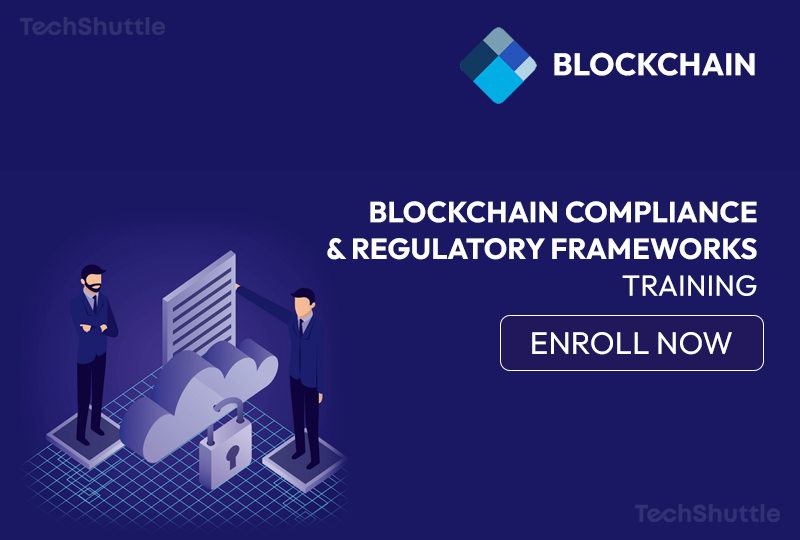 TechShuttle
BLOCKCHAIN
BLOCKCHAIN COMPLIANCE
& REGULATORY FRAMEWORKS
TRAINING
ENROLL NOW
TechShuttle